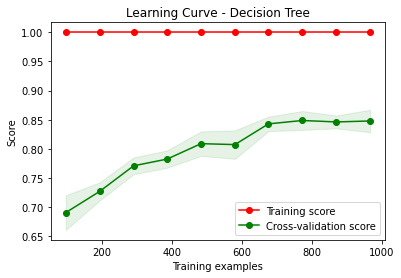 Learning Curve - Decision Tree
1.00
0.95
0.90
0.85
0.80
0.75
0.70
0.65
Score
200
400
600
800
1000
Training examples
Training score
Cross-validation score